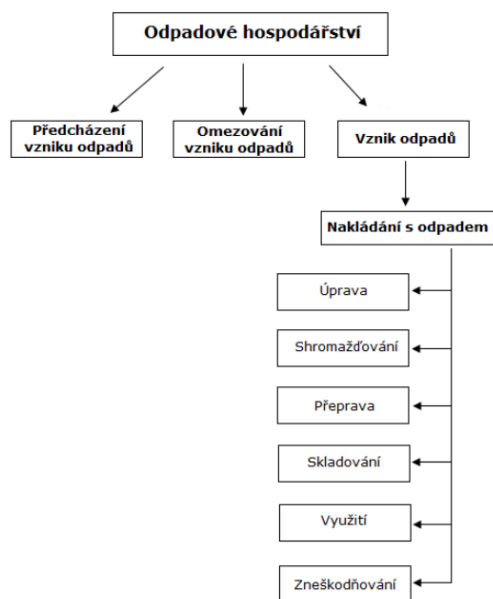 Odpadové hospodářství
Předcházení
vzniku odpadů
Omezování
vzniku odpadů
Vznik odpadů
Nakládání s odpadem
Úprava
Shromažďování
Přeprava
Skladování
Využití
Zneškodňování